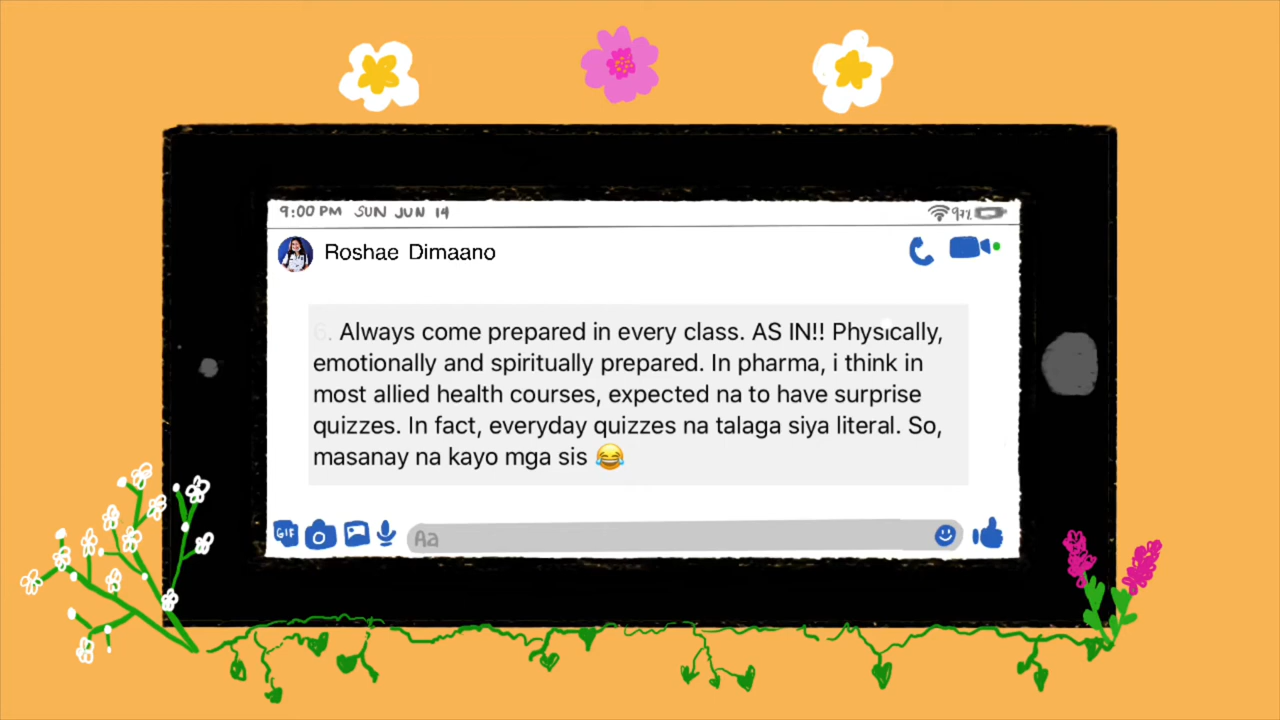 9:00 PM SUN JUN 14 97%
Roshae Dimaano
6. Always come prepared in every class. AS IN!! Physically,
emotionally and spiritually prepared. In pharma, i think in
most allied health courses, expected na to have surprise
quizzes. In fact, everyday quizzes na talaga siya literal. So,
masanay na kayo mga sis 😂
GIF Aa